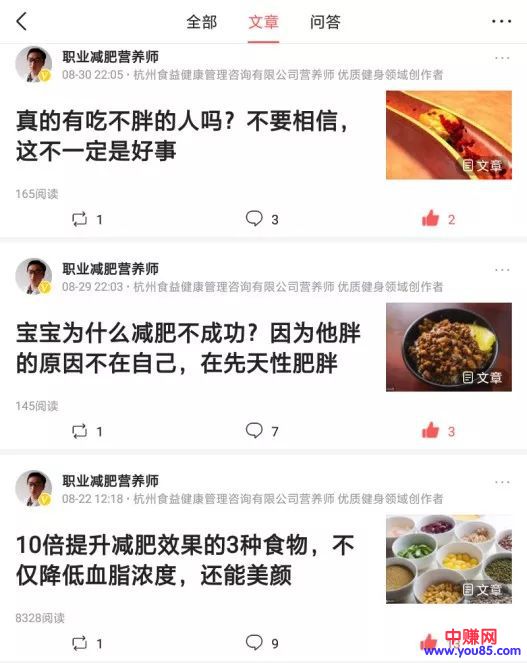 全部 文章 问答
职业减肥营养师
08-30 22:05·杭州食益健康管理咨询有限公司营养师 优质健身领域创作者
真的有吃不胖的人吗？不要相信，
这不一定是好事
文章
165阅读
1 3 2
职业减肥营养师
08-29 22:03·杭州食益健康管理咨询有限公司营养师 优质健身领域创作者
宝宝为什么减肥不成功？因为他胖
的原因不在自己，在先天性肥胖
文章
145阅读
1 7 3
职业减肥营养师
08-22 12:18·杭州食益健康管理咨询有限公司营养师 优质健身领域创作者
10倍提升减肥效果的3种食物，不
仅降低血脂浓度，还能美颜
文章
8328阅读
1 9
中赚网
www.you85.com